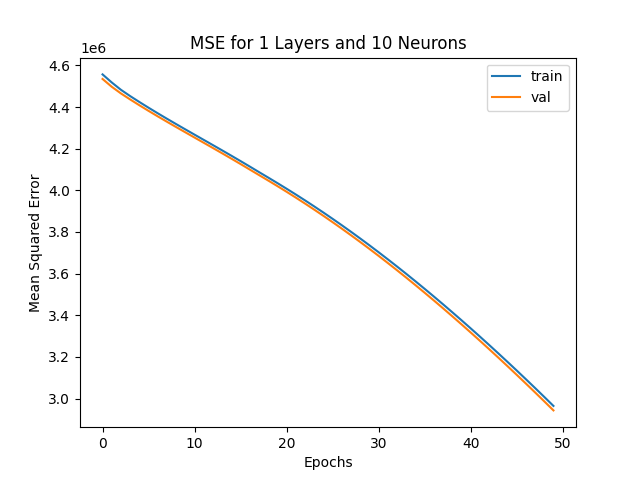 MSE for 1 Layers and 10 Neurons
1e6
4.6
4.4
4.2
4.0
3.8
3.6
3.4
3.2
3.0
Mean Squared Error
train
val
0 10 20 30 40 50
Epochs